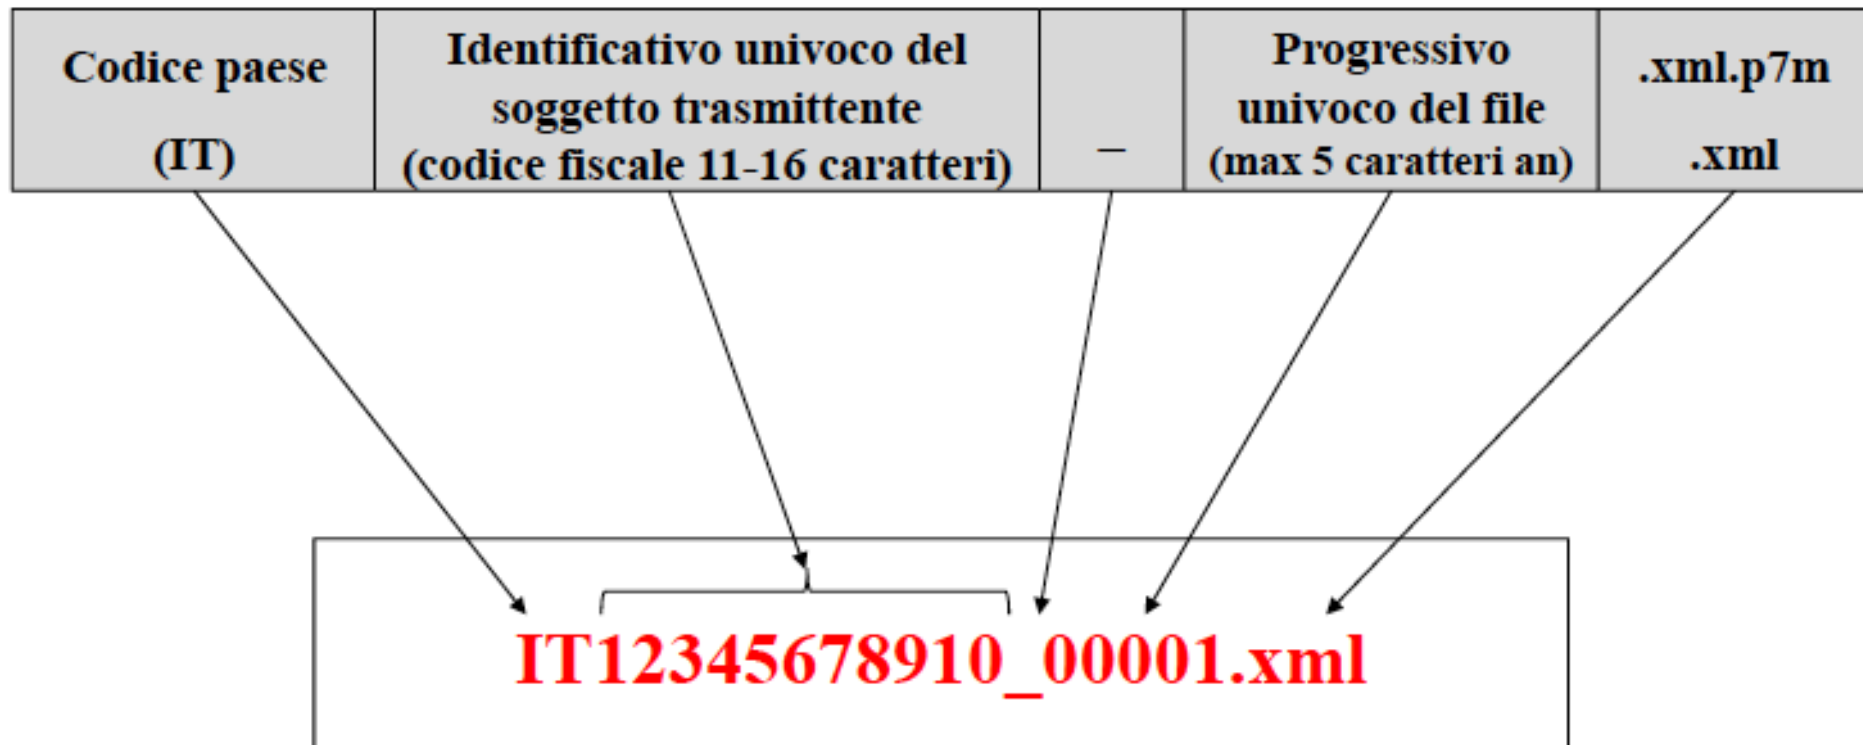 Codice paese
(IT)
Identificativo univoco del
soggetto trasmittente
(codice fiscale 11-16 caratteri)
_
Progressivo
univoco del file
(max 5 caratteri an)
.xml.p7m
.xml
IT12345678910_00001.xml